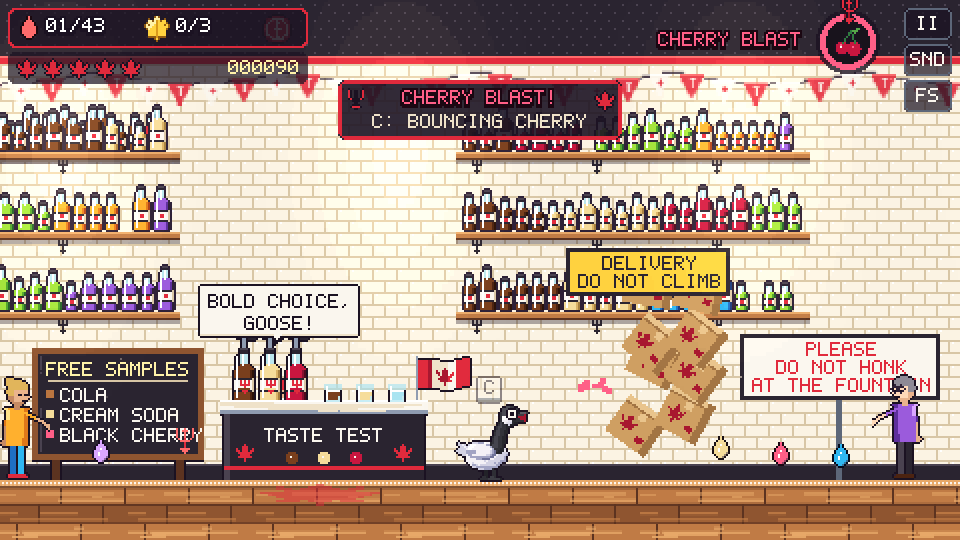 01/43
0/3
000090
CHERRY BLAST
II
SND
FS
CHERRY BLAST!
C: BOUNCING CHERRY
DELIVERY
DO NOT CLIMB
BOLD CHOICE,
GOOSE!
C
PLEASE
DO NOT HONK
AT THE FOUNTAIN
FREE SAMPLES
COLA
CREAM SODA
BLACK CHERRY
TASTE TEST